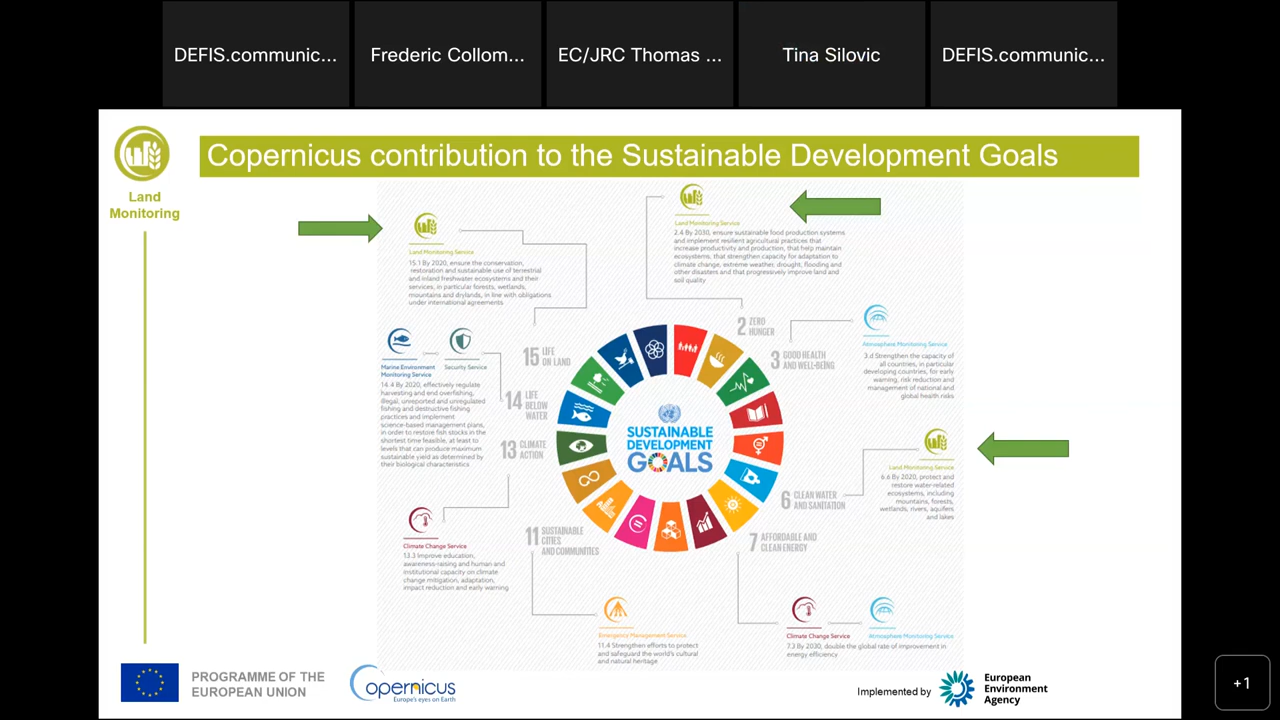 DEFIS.communic...
Frederic Collom...
EC/JRC Thomas ...
Tina Silovic
DEFIS.communic...
Land
Monitoring
Copernicus contribution to the Sustainable Development Goals
Land Monitoring Service
15.1 By 2020, ensure the conservation,
restoration and sustainable use of terrestrial
and inland freshwater ecosystems and their
services, in particular forests, wetlands,
mountains and drylands, in line with obligations
under international agreements
Land Monitoring Service
2.4 By 2030, ensure sustainable food production systems
and implement resilient agricultural practices that
increase productivity and production, that help maintain
ecosystems, that strengthen capacity for adaptation to
climate change, extreme weather, drought, flooding and
other disasters and that progressively improve land and
soil quality
2 ZERO
HUNGER
Atmosphere Monitoring Service
3.d Strengthen the capacity of
all countries, in particular
developing countries, for early
warning, risk reduction and
management of national and
global health risks
3 GOOD HEALTH
AND WELL-BEING
15 LIFE
ON LAND
Marine Environment
Monitoring Service
Security Service
14.4 By 2020, effectively regulate
harvesting and end overfishing,
illegal, unreported and unregulated
fishing and destructive fishing
practices and implement
science-based management plans,
in order to restore fish stocks in the
shortest time feasible, at least to
levels that can produce maximum
sustainable yield as determined by
their biological characteristics
14 LIFE
BELOW
WATER
13 CLIMATE
ACTION
SUSTAINABLE
DEVELOPMENT
GOALS
Land Monitoring Service
6.6 By 2020, protect and
restore water-related
ecosystems, including
mountains, forests,
wetlands, rivers, aquifers
and lakes
6 CLEAN WATER
AND SANITATION
Climate Change Service
13.3 Improve education,
awareness-raising and human and
institutional capacity on climate
change mitigation, adaptation,
impact reduction and early warning
11 SUSTAINABLE
CITIES
AND COMMUNITIES
7 AFFORDABLE AND
CLEAN ENERGY
Emergence Management Service
11.4 Strengthen efforts to protect
and safeguard the world's cultural
and natural heritage
Climate Change Service
Atmosphere Monitoring Service
7.3 By 2030, double the global rate of improvement in
energy efficiency
PROGRAMME OF THE
EUROPEAN UNION
opernicus
Europe's eyes on Earth
Implemented by
European
Environment
Agency
+1